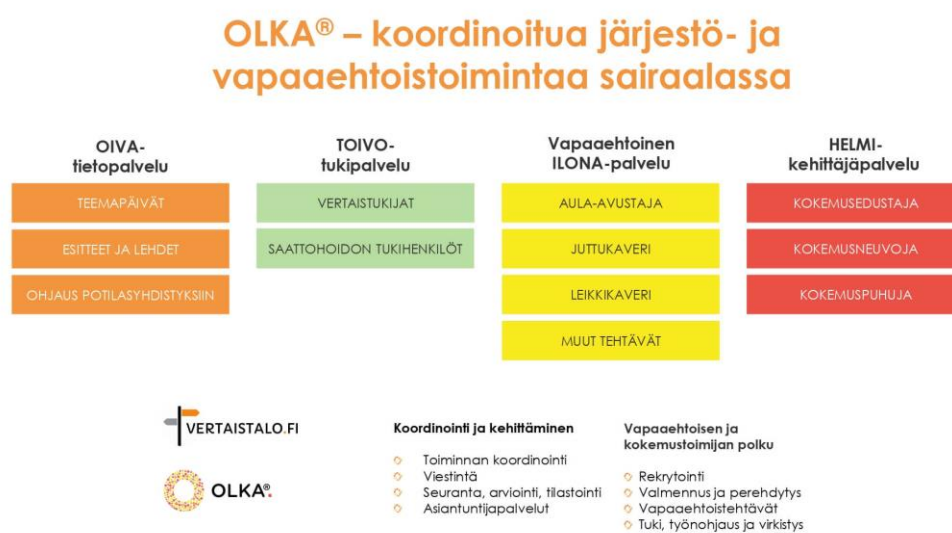 OLKA® – koordinoitua järjestö- ja
vapaaehtoistoimintaa sairaalassa
OIVA-
tietopalvelu
TEEMAPÄIVÄT
ESITTEET JA LEHDET
OHJAUS POTILASYHDISTYKSIIN
TOIVO-
tukipalvelu
VERTAISTUKIJAT
SAATTOHOIDON TUKIHENKILÖT
Vapaaehtoinen
ILONA-palvelu
AULA-AVUSTAJA
JUTTUKAVERI
LEIKKIKAVERI
MUUT TEHTÄVÄT
HELMI-
kehittäjäpalvelu
KOKEMUSEDUSTAJA
KOKEMUSNEUVOJA
KOKEMUSPUHUJA
VERTAISTALO.FI
OLKA®.
Koordinointi ja kehittäminen
Toiminnan koordinointi
Viestintä
Seuranta, arviointi, tilastointi
Asiantuntijapalvelut
Vapaaehtoisen ja
kokemustoimijan polku
Rekrytointi
Valmennus ja perehdytys
Vapaaehtoistehtävät
Tuki, työnohjaus ja virkistys